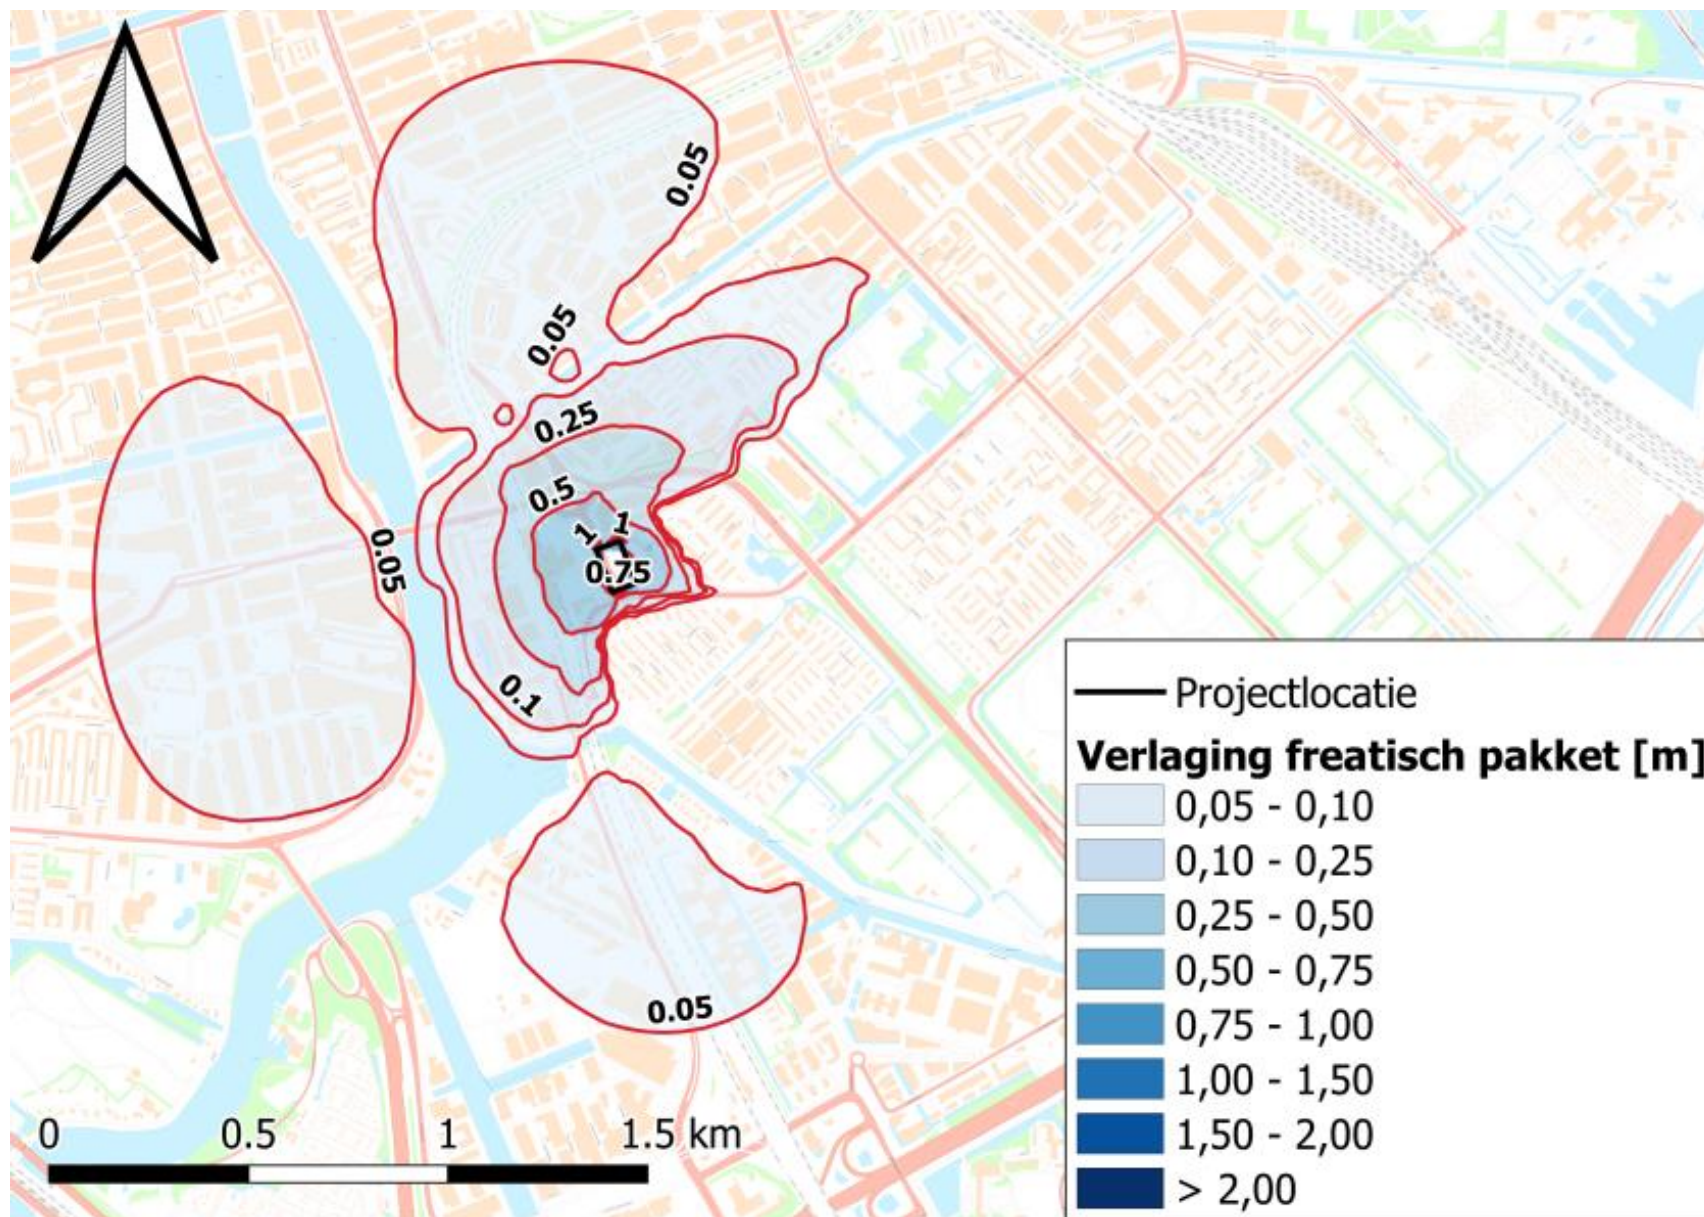 0.05
0.05
0.25
0.5
1 1
0.75
0.05
0.1
0.05
0 0.5 1 1.5 km
Projectlocatie
Verlaging freatisch pakket [m]
0,05 - 0,10
0,10 - 0,25
0,25 - 0,50
0,50 - 0,75
0,75 - 1,00
1,00 - 1,50
1,50 - 2,00
> 2,00